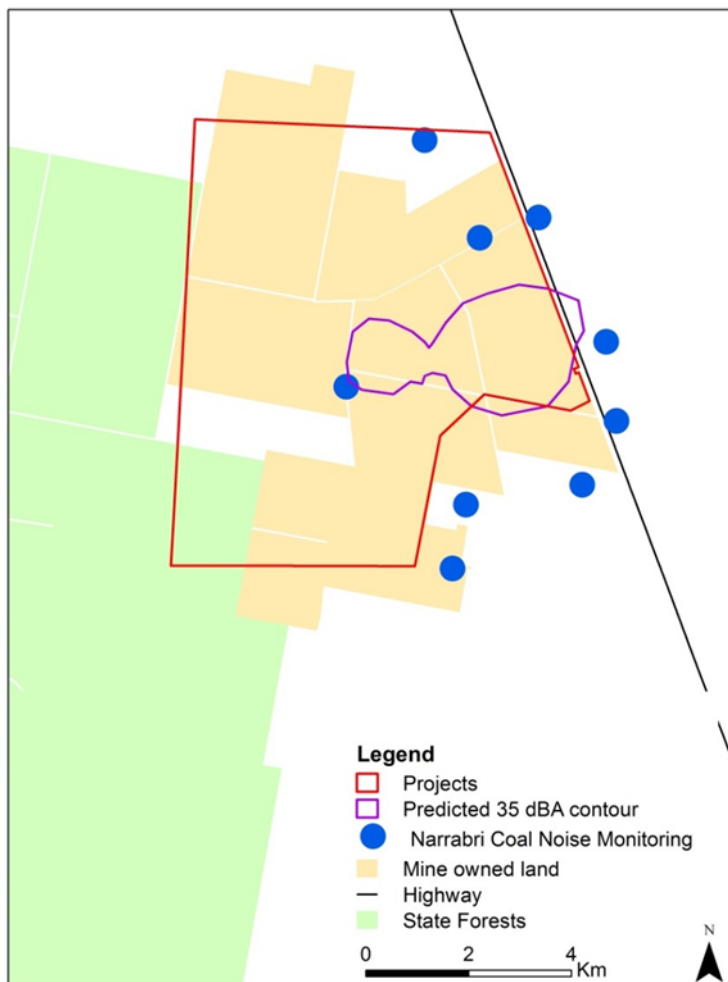 Legend
Projects
Predicted 35 dBA contour
Narrabri Coal Noise Monitoring
Mine owned land
Highway
State Forests
N
0 2 4
Km